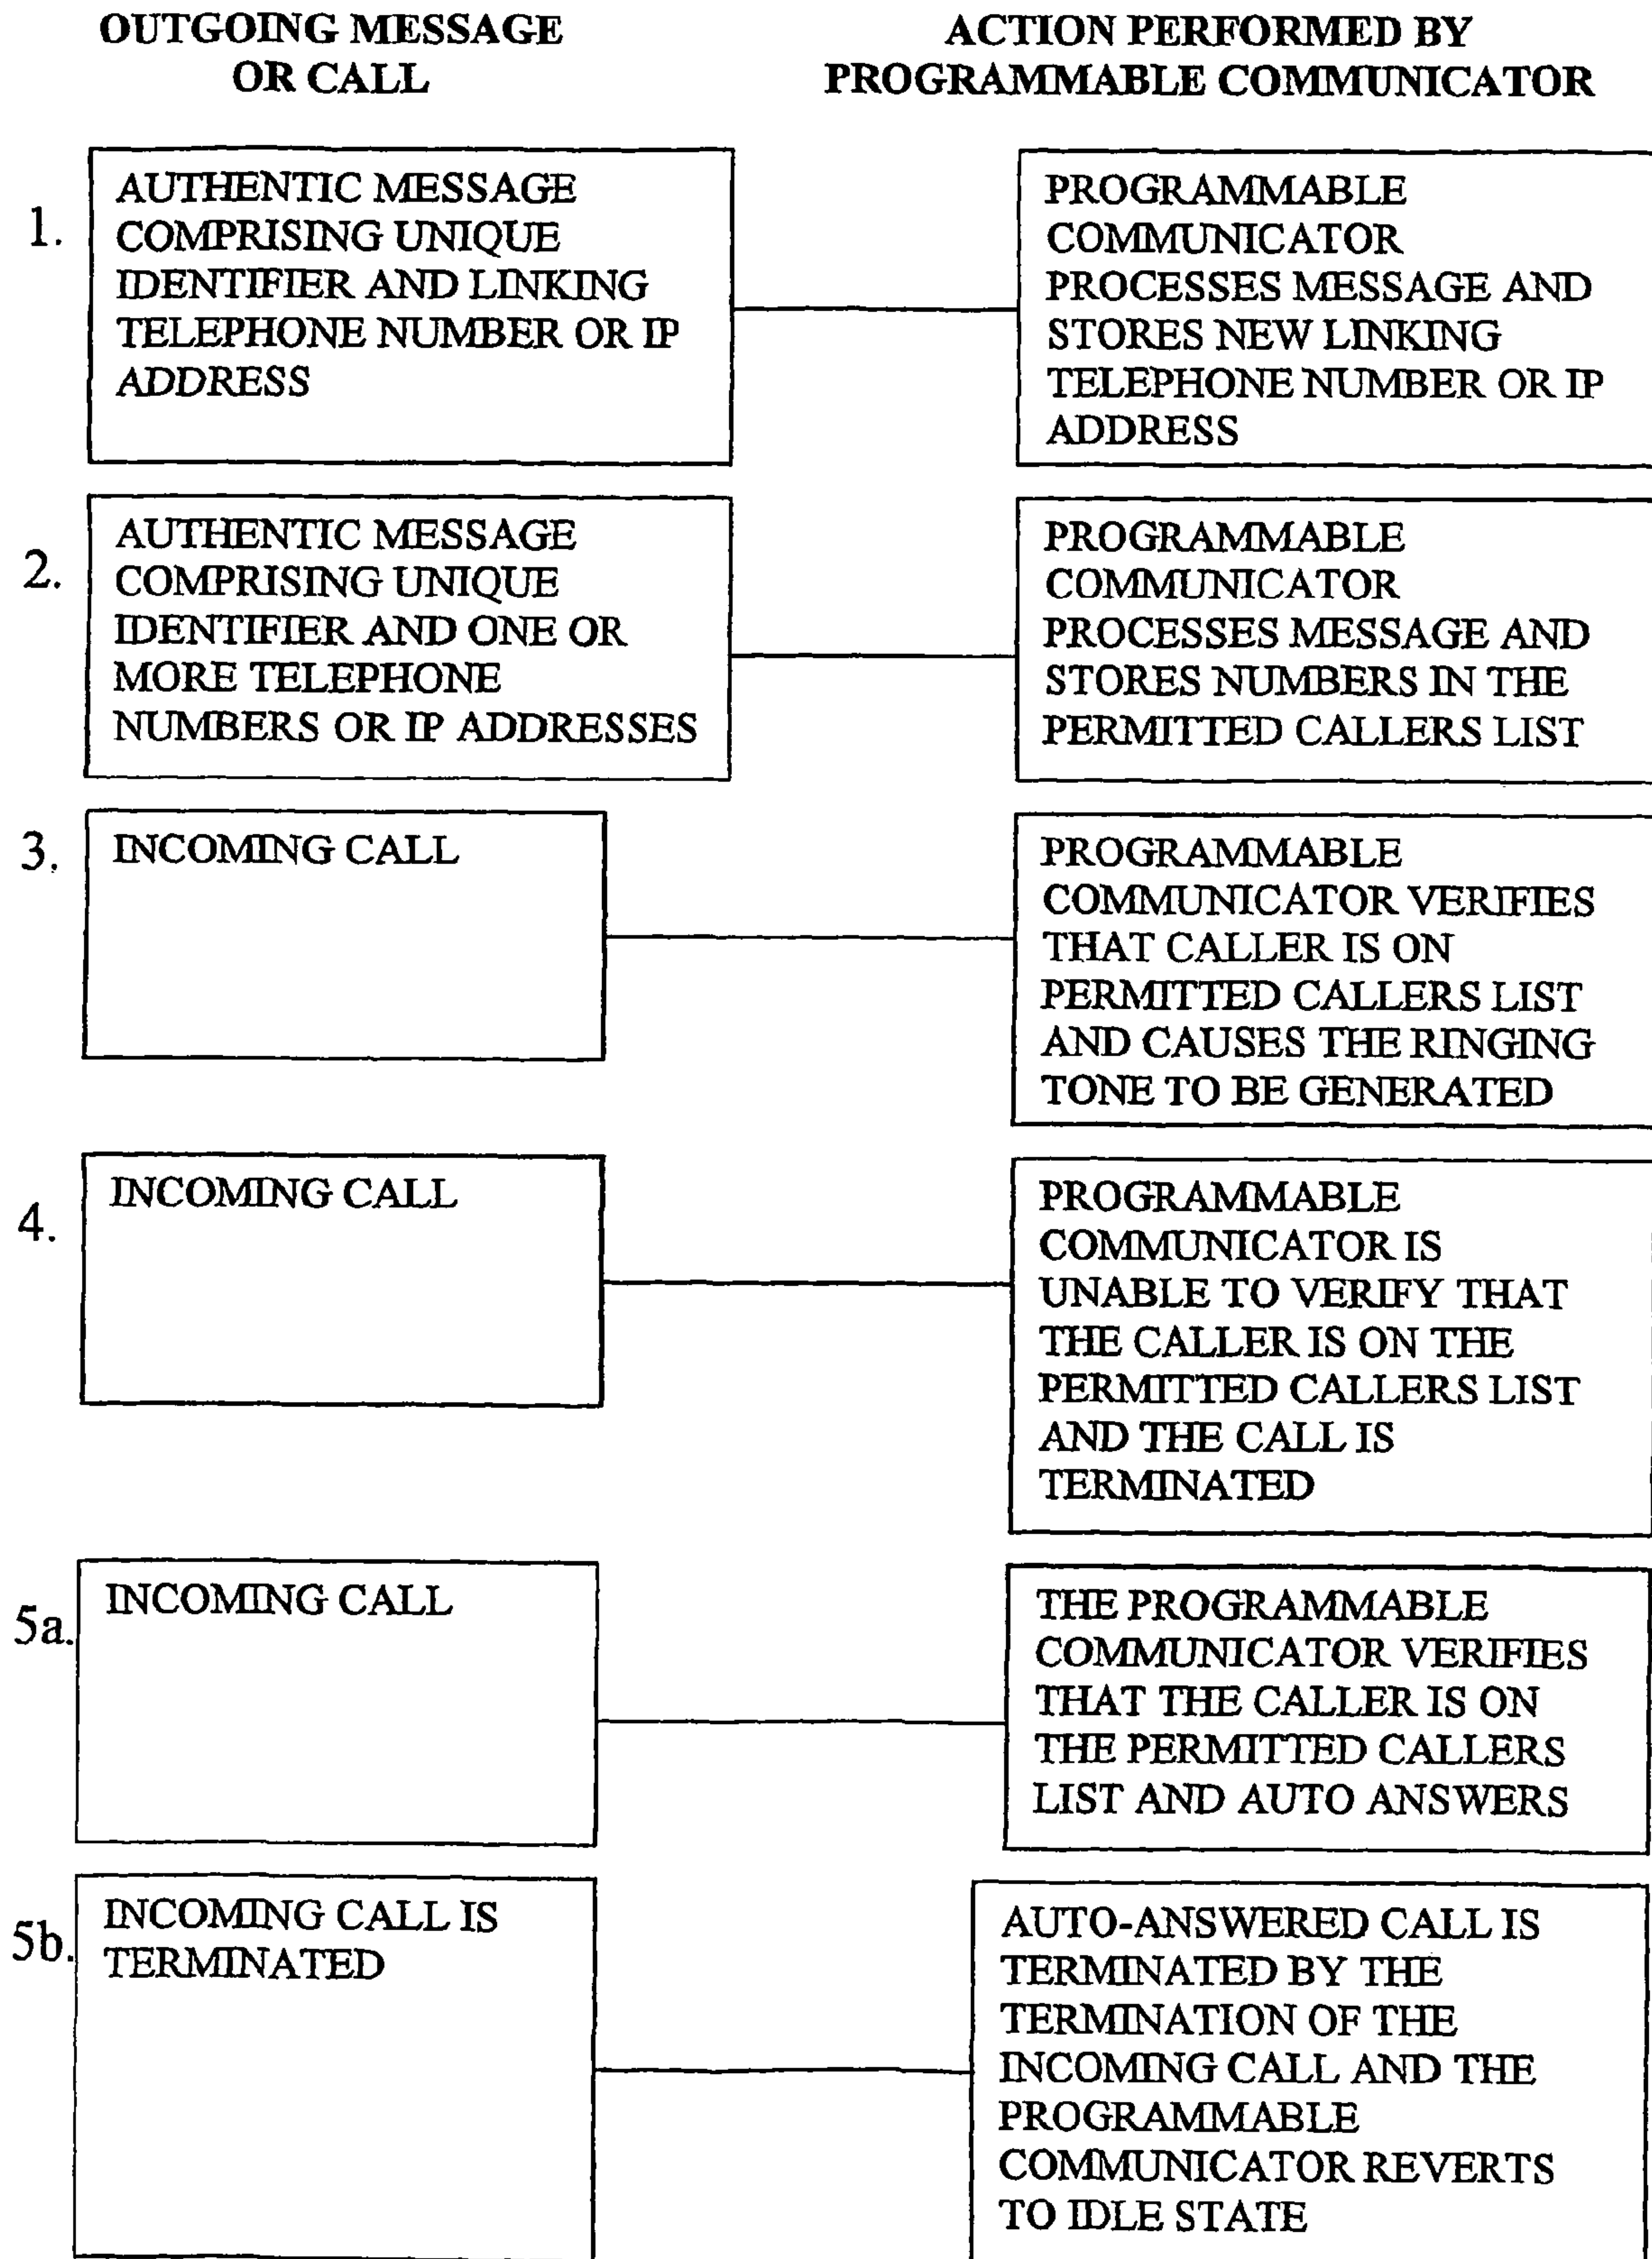 OUTGOING MESSAGE
OR CALL
ACTION PERFORMED BY
PROGRAMMABLE COMMUNICATOR
1.
AUTHENTIC MESSAGE
COMPRISING UNIQUE
IDENTIFIER AND LINKING
TELEPHONE NUMBER OR IP
ADDRESS
PROGRAMMABLE
COMMUNICATOR
PROCESSES MESSAGE AND
STORES NEW LINKING
TELEPHONE NUMBER OR IP
ADDRESS
2.
AUTHENTIC MESSAGE
COMPRISING UNIQUE
IDENTIFIER AND ONE OR
MORE TELEPHONE
NUMBERS OR IP ADDRESSES
PROGRAMMABLE
COMMUNICATOR
PROCESSES MESSAGE AND
STORES NUMBERS IN THE
PERMITTED CALLERS LIST
3.
INCOMING CALL
PROGRAMMABLE
COMMUNICATOR VERIFIES
THAT CALLER IS ON
PERMITTED CALLERS LIST
AND CAUSES THE RINGING
TONE TO BE GENERATED
4.
INCOMING CALL
PROGRAMMABLE
COMMUNICATOR IS
UNABLE TO VERIFY THAT
THE CALLER IS ON THE
PERMITTED CALLERS LIST
AND THE CALL IS
TERMINATED
5a.
INCOMING CALL
THE PROGRAMMABLE
COMMUNICATOR VERIFIES
THAT THE CALLER IS ON
THE PERMITTED CALLERS
LIST AND AUTO ANSWERS
5b.
INCOMING CALL IS
TERMINATED
AUTO-ANSWERED CALL IS
TERMINATED BY THE
TERMINATION OF THE
INCOMING CALL AND THE
PROGRAMMABLE
COMMUNICATOR REVERTS
TO IDLE STATE